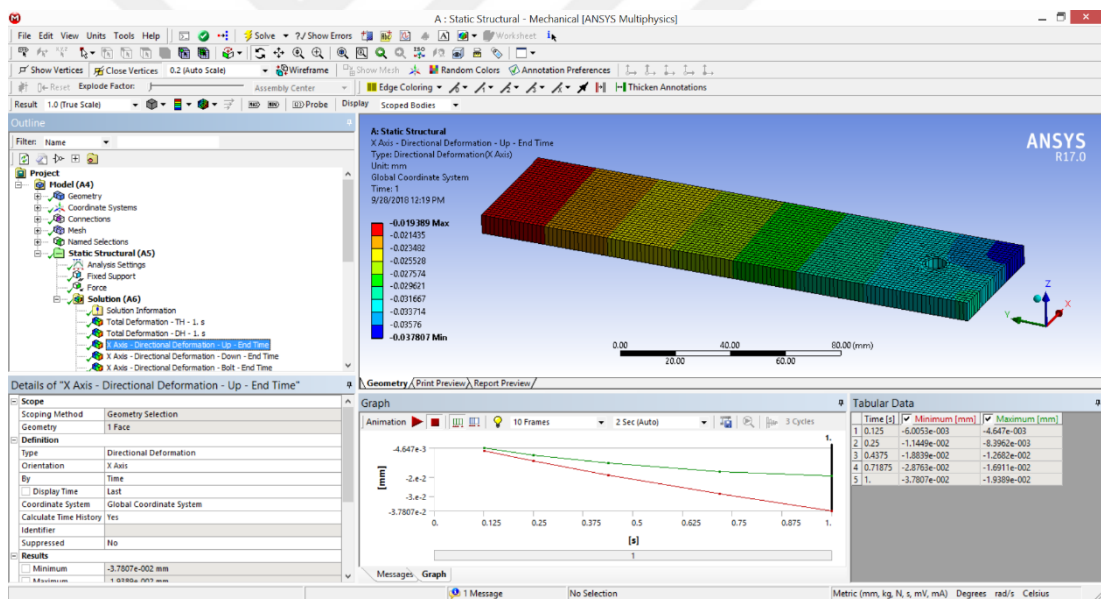 A : Static Structural - Mechanical [ANSYS Multiphysics]
File Edit View Units Tools Help Solve ?/ Show Errors Worksheet
Show Vertices Close Vertices 0.2 (Auto Scale) Wireframe Show Mesh Random Colors Annotation Preferences
Reset Explode Factor: Assembly Center Edge Coloring Thicken Annotations
Result 1.0 (True Scale) Probe Display Scoped Bodies
Outline
Filter: Name
Project
Model (A4)
Geometry
Coordinate Systems
Connections
Mesh
Named Selections
Static Structural (A5)
Analysis Settings
Fixed Support
Force
Solution (A6)
Solution Information
Total Deformation - TH - 1. s
Total Deformation - DH - 1. s
X Axis - Directional Deformation - Up - End Time
X Axis - Directional Deformation - Down - End Time
X Axis - Directional Deformation - Bolt - End Time
A: Static Structural
X Axis - Directional Deformation - Up - End Time
Type: Directional Deformation(X Axis)
Unit: mm
Global Coordinate System
Time: 1
9/28/2018 12:19 PM
-0.019389 Max
-0.021435
-0.023482
-0.025528
-0.027574
-0.029621
-0.031667
-0.033714
-0.03576
-0.037807 Min
ANSYS
R17.0
Z
X
Y
0.00 40.00 80.00 (mm)
20.00 60.00
Geometry Print Preview Report Preview
Details of "X Axis - Directional Deformation - Up - End Time"
Scope
Scoping Method Geometry Selection
Geometry 1 Face
Definition
Type Directional Deformation
Orientation X Axis
By Time
Display Time Last
Coordinate System Global Coordinate System
Calculate Time History Yes
Identifier
Suppressed No
Results
Minimum -3.7807e-002 mm
Maximum -1.9389e-002 mm
Graph
Animation 10 Frames 2 Sec (Auto) 3 Cycles
1.
-4.647e-3
-2.e-2
-3.e-2
-3.7807e-2
[mm]
0. 0.125 0.25 0.375 0.5 0.625 0.75 0.875 1.
[s]
1
Messages Graph
Tabular Data
Time [s] Minimum [mm] Maximum [mm]
1 0.125 -6.0053e-003 -4.647e-003
2 0.25 -1.1449e-002 -8.3962e-003
3 0.4375 -1.8839e-002 -1.2682e-002
4 0.71875 -2.8763e-002 -1.6911e-002
5 1. -3.7807e-002 -1.9389e-002
1 Message No Selection Metric (mm, kg, N, s, mV, mA) Degrees rad/s Celsius